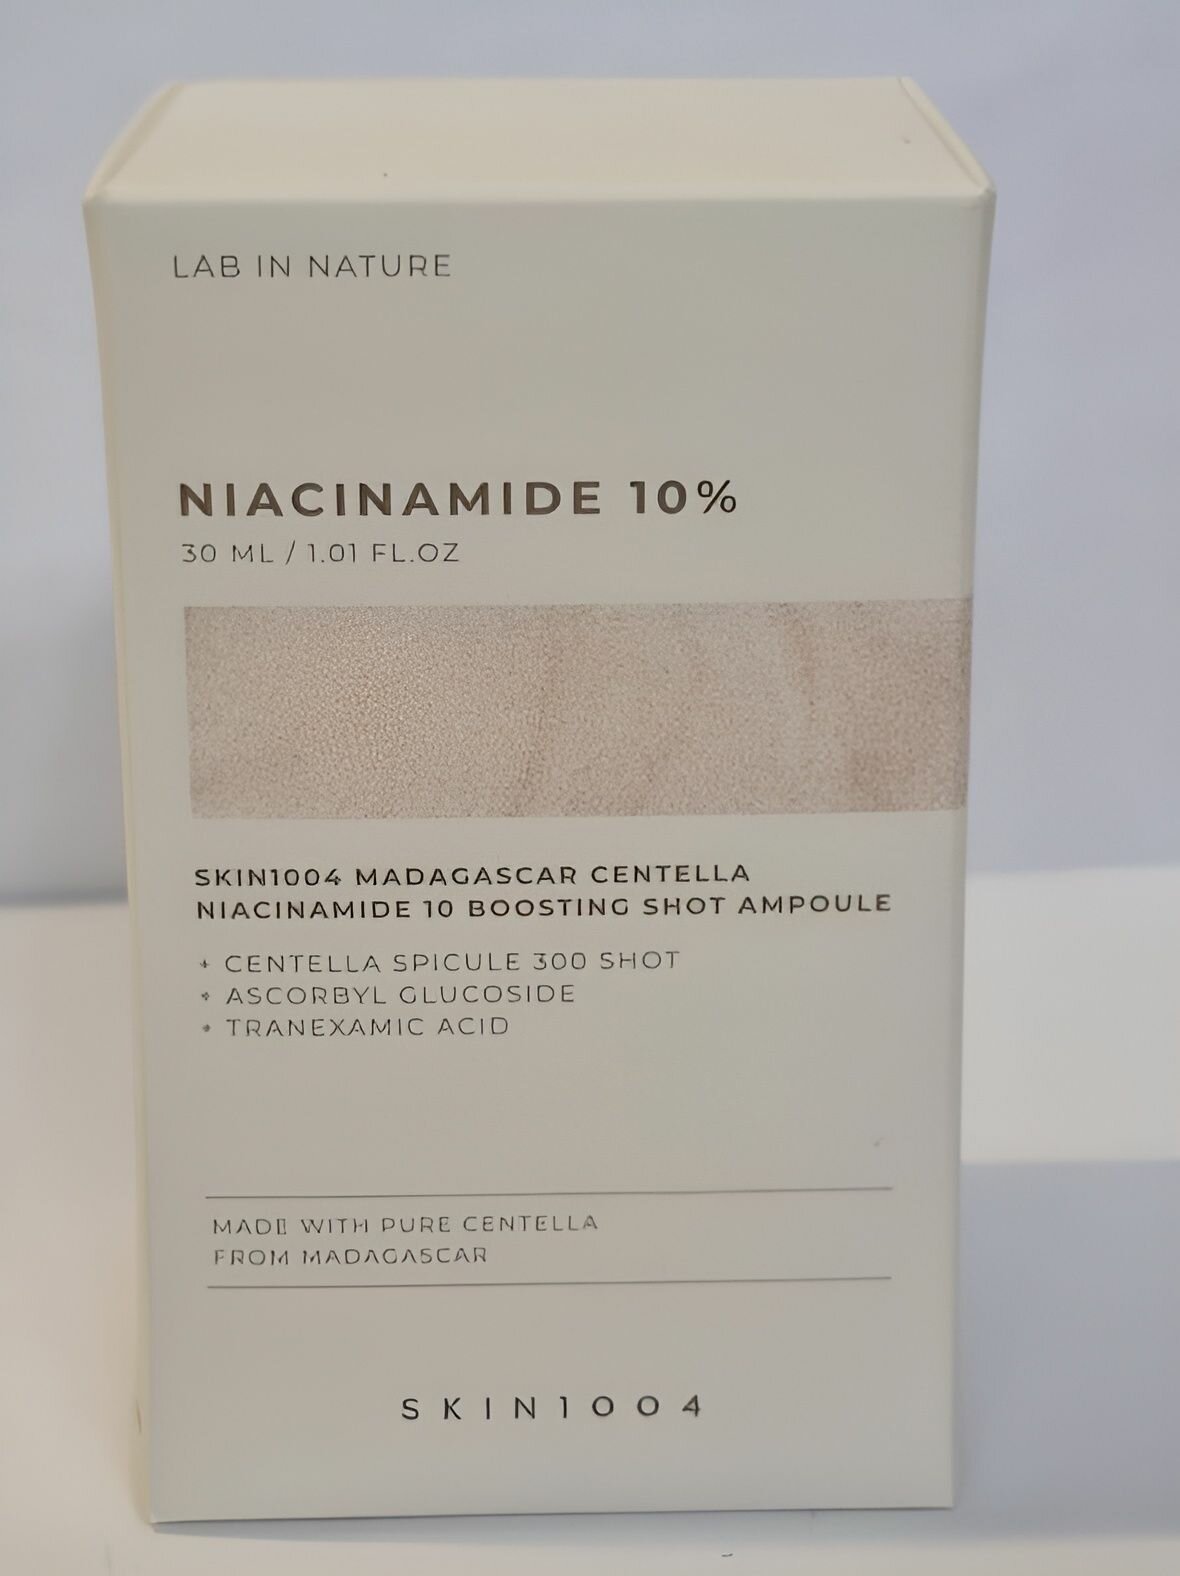 LAB IN NATURE
NIACINAMIDE 10%
30 ML / 1.01 FL.OZ
SKIN1004 MADAGASCAR CENTELLA
NIACINAMIDE 10 BOOSTING SHOT AMPOULE
+ CENTELLA SPICULE 300 SHOT
+ ASCORBYL GLUCOSIDE
+ TRANEXAMIC ACID
MADE WITH PURE CENTELLA
FROM MADAGASCAR
SKIN1004